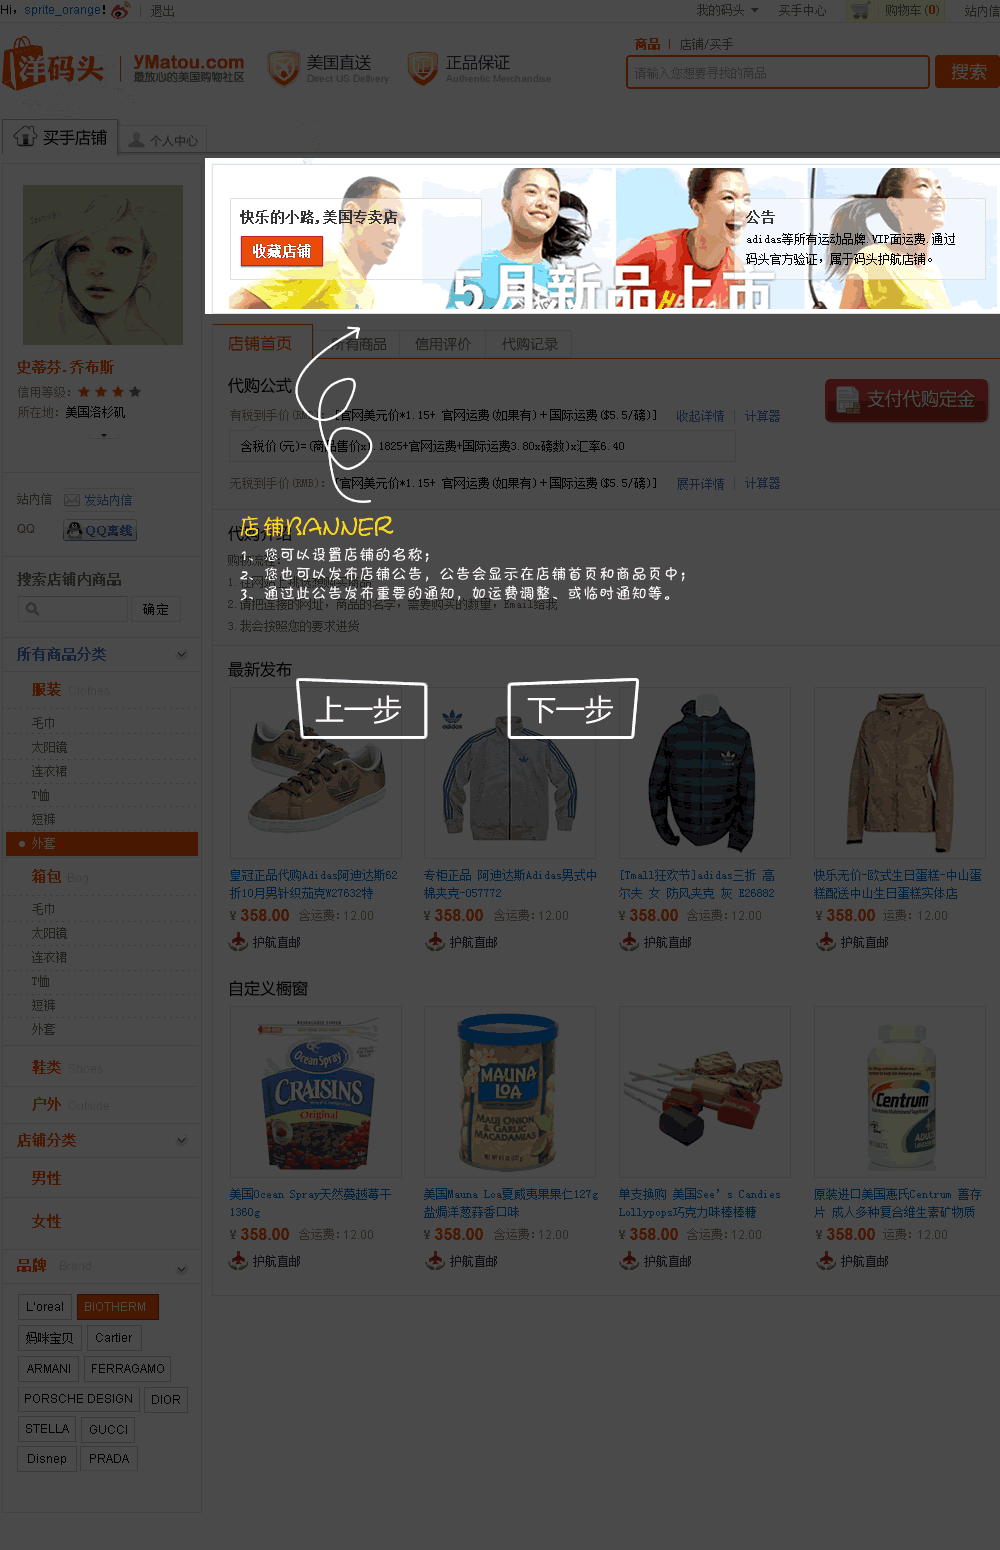 Hi，sprite_orange！ 退出
我的码头 买手中心 购物车(0) 站内信
洋码头 YMatou.com
最放心的美国购物社区
美国直送
Direct US Delivery
正品保证
Authentic Merchandise
商品 | 店铺/买手
请输入您想要寻找的商品 搜索
买手店铺 个人中心
快乐的小路,美国专卖店
收藏店铺
公告
adidas等所有运动品牌.VIP面运费.通过
码头官方验证，属于码头护航店铺。
5月新品上市
史蒂芬.乔布斯
信用等级：
所在地：美国洛杉矶
站内信 发站内信
QQ QQ离线
搜索店铺内商品
确定
所有商品分类
服装 Clothes
毛巾
太阳镜
连衣裙
T恤
短裤
外套
箱包 Bag
毛巾
太阳镜
连衣裙
T恤
短裤
外套
鞋类 Shoes
户外 Outside
店铺分类
男性
女性
品牌 Brand
L'oreal BIOTHERM
妈咪宝贝 Cartier
ARMANI FERRAGAMO
PORSCHE DESIGN DIOR
STELLA GUCCI
Disnep PRADA
店铺首页 所有商品 信用评价 代购记录
代购公式
支付代购定金
有税到手价(RMB)：[官网美元价*1.15+ 官网运费(如果有)＋国际运费($5.5/磅)] 收起详情 | 计算器
含税价(元)=(商品售价x1.1825+官网运费+国际运费3.80x磅数)x汇率6.40
无税到手价(RMB)：[官网美元价*1.15+ 官网运费(如果有)＋国际运费($5.5/磅)] 展开详情 | 计算器
代购介绍
购物流程：
2.请把连接的网址，商品的名字，需要购买的数量，Email给我
3.我会按照您的要求进货
店铺BANNER
1、您可以设置店铺的名称；
2、您也可以发布店铺公告，公告会显示在店铺首页和商品页中；
3、通过此公告发布重要的通知，如运费调整、或临时通知等。
上一步 下一步
最新发布
adidas
皇冠正品代购Adidas阿迪达斯62
折10月男针织茄克W27632特
¥ 358.00 含运费：12.00
护航直邮
专柜正品 阿迪达斯Adidas男式中
棉夹克-057772
¥ 358.00 含运费：12.00
护航直邮
[Tmall狂欢节]adidas三折 高
尔夫 女 防风夹克 灰 E26882
¥ 358.00 含运费：12.00
护航直邮
快乐无价-欧式生日蛋糕-中山蛋
糕配送中山生日蛋糕实体店
¥ 358.00 运费：12.00
护航直邮
自定义橱窗
Ocean Spray
CRAISINS
Original
MAUNA LOA
MAUI ONION & GARLIC MACADAMIAS
Centrum
美国Ocean Spray天然蔓越莓干
1360g
¥ 358.00 含运费：12.00
护航直邮
美国Mauna Loa夏威夷果果仁127g
盐焗洋葱蒜香口味
¥ 358.00 含运费：12.00
护航直邮
单支换购 美国See’s Candies
Lollypops巧克力味棒棒糖
¥ 358.00 含运费：12.00
护航直邮
原装进口美国惠氏Centrum 善存
片 成人多种复合维生素矿物质
¥ 358.00 运费：12.00
护航直邮